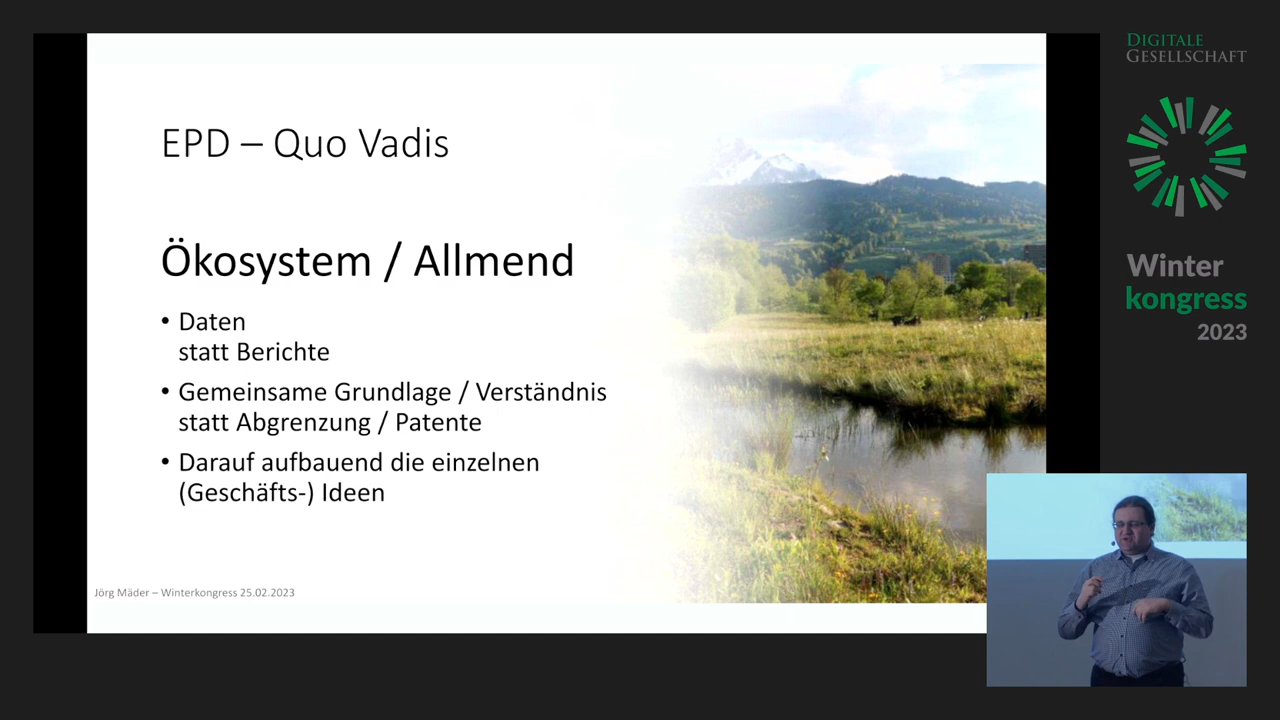 EPD – Quo Vadis
Ökosystem / Allmend
• Daten
statt Berichte
• Gemeinsame Grundlage / Verständnis
statt Abgrenzung / Patente
• Darauf aufbauend die einzelnen
(Geschäfts-) Ideen
Jörg Mäder – Winterkongress 25.02.2023
DIGITALE
GESELLSCHAFT
Winter
kongress
2023